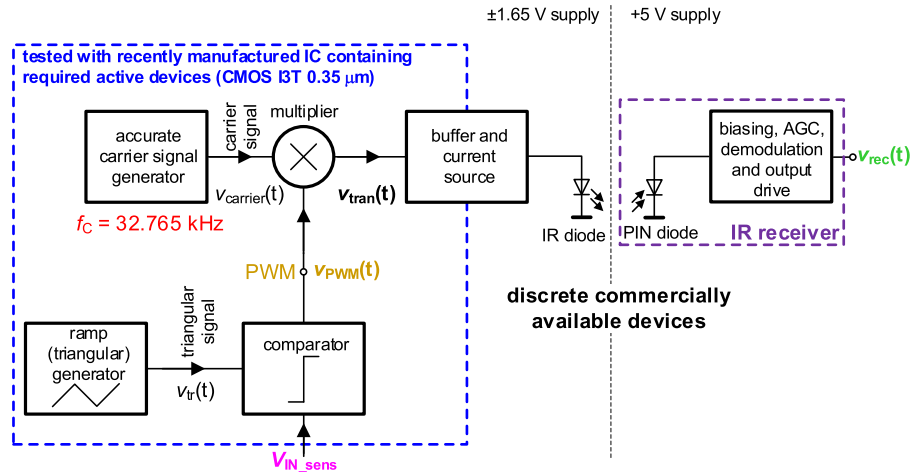 ±1.65 V supply
+5 V supply
tested with recently manufactured IC containing
required active devices (CMOS I3T 0.35 μm)
accurate
carrier signal
generator
carrier
signal
multiplier
buffer and
current
source
biasing, AGC,
demodulation
and output
drive
vcarrier(t)
vtran(t)
vrec(t)
fC = 32.765 kHz
IR diode
PIN diode
IR receiver
PWM
vPWM(t)
discrete commercially
available devices
ramp
(triangular)
generator
triangular
signal
vtr(t)
comparator
VIN_sens